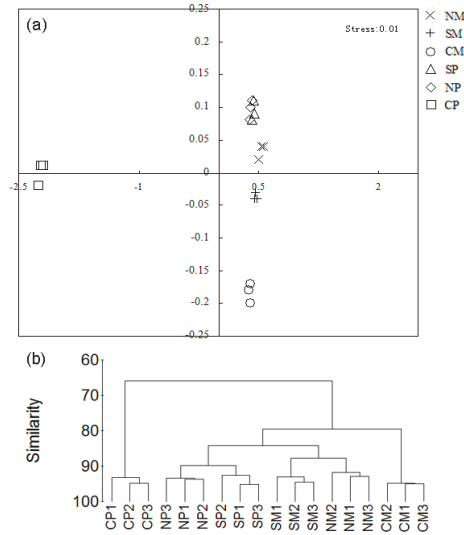 (a)
Stress:0.01
NM
SM
CM
SP
NP
CP
0.25
0.2
0.15
0.1
0.05
0
-0.05
-0.1
-0.15
-0.2
-0.25
-2.5
-1
0.5
2
(b)
Similarity
60
70
80
90
100
CP1 CP2 CP3 NP3 NP1 NP2 SP2 SP1 SP3 SM1 SM2 SM3 NM2 NM1 NM3 CM2 CM1 CM3